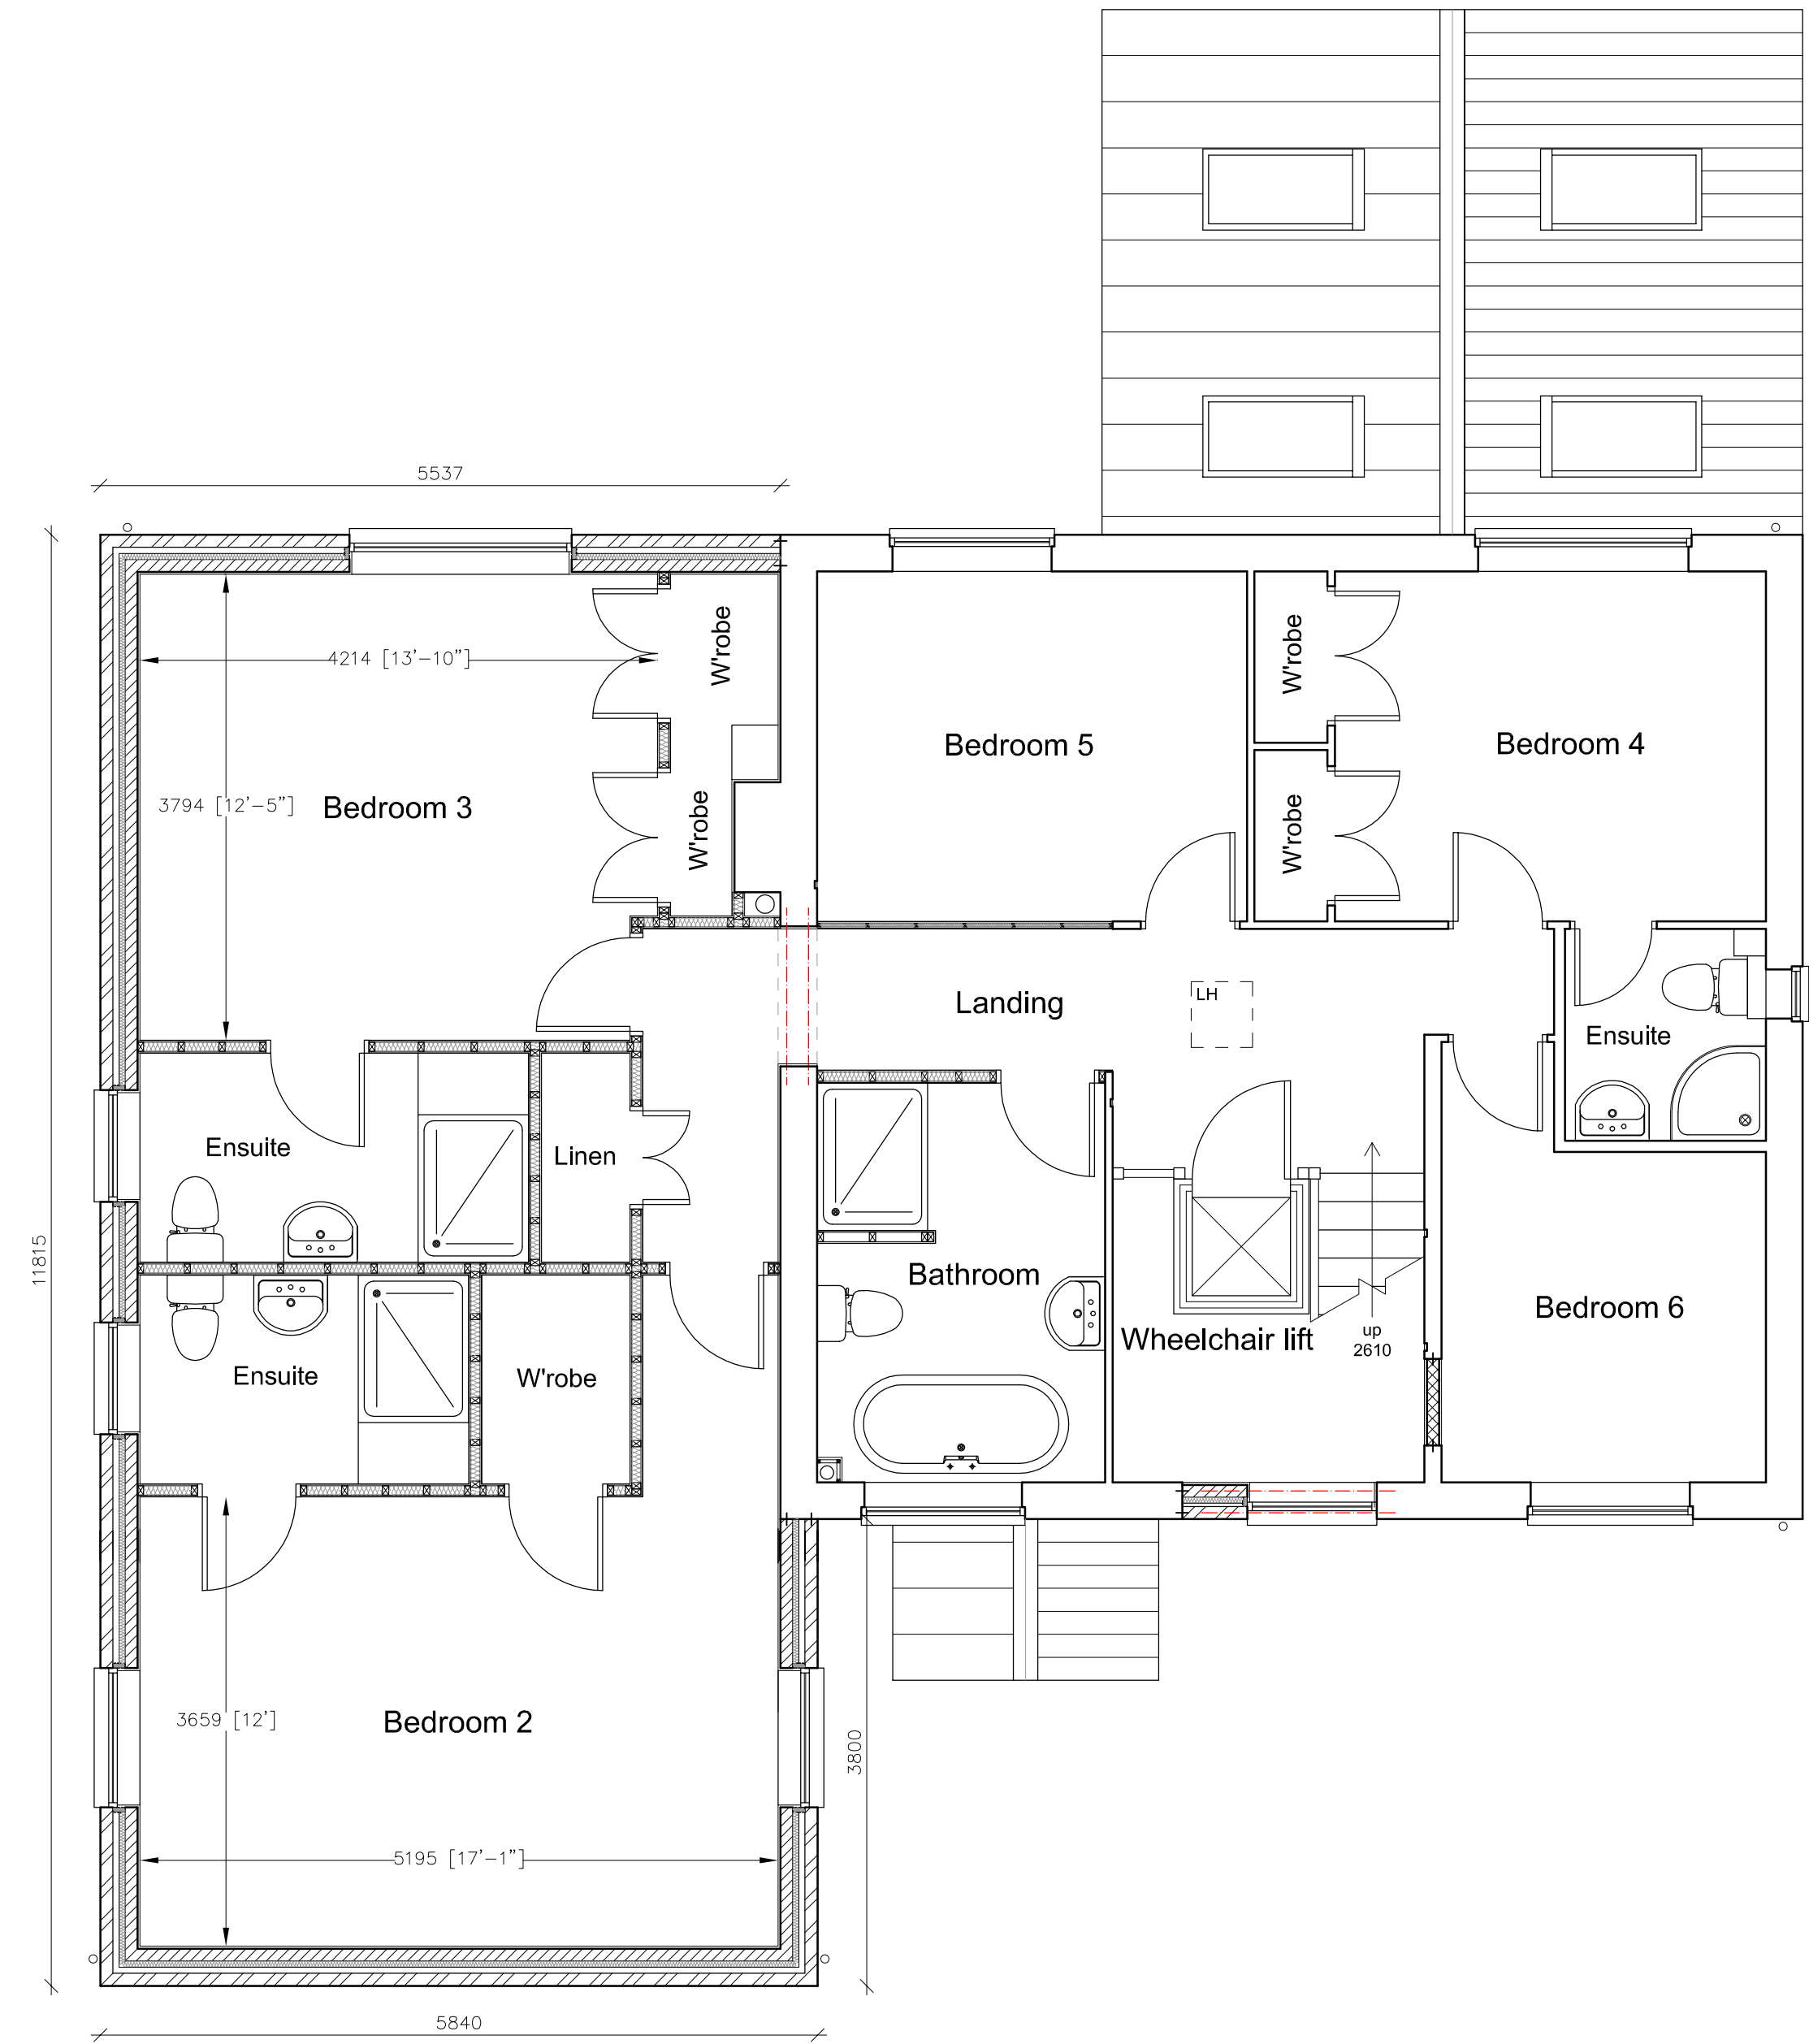 5537
W'robe
W'robe
4214 [13'-10"]
Bedroom 5
Bedroom 4
3794 [12'-5"]
Bedroom 3
W'robe
W'robe
LH
Landing
Ensuite
Ensuite
Linen
11815
Bathroom
Bedroom 6
up
2610
Wheelchair lift
Ensuite
W'robe
3659 [12']
Bedroom 2
3800
5195 [17'-1"]
5840